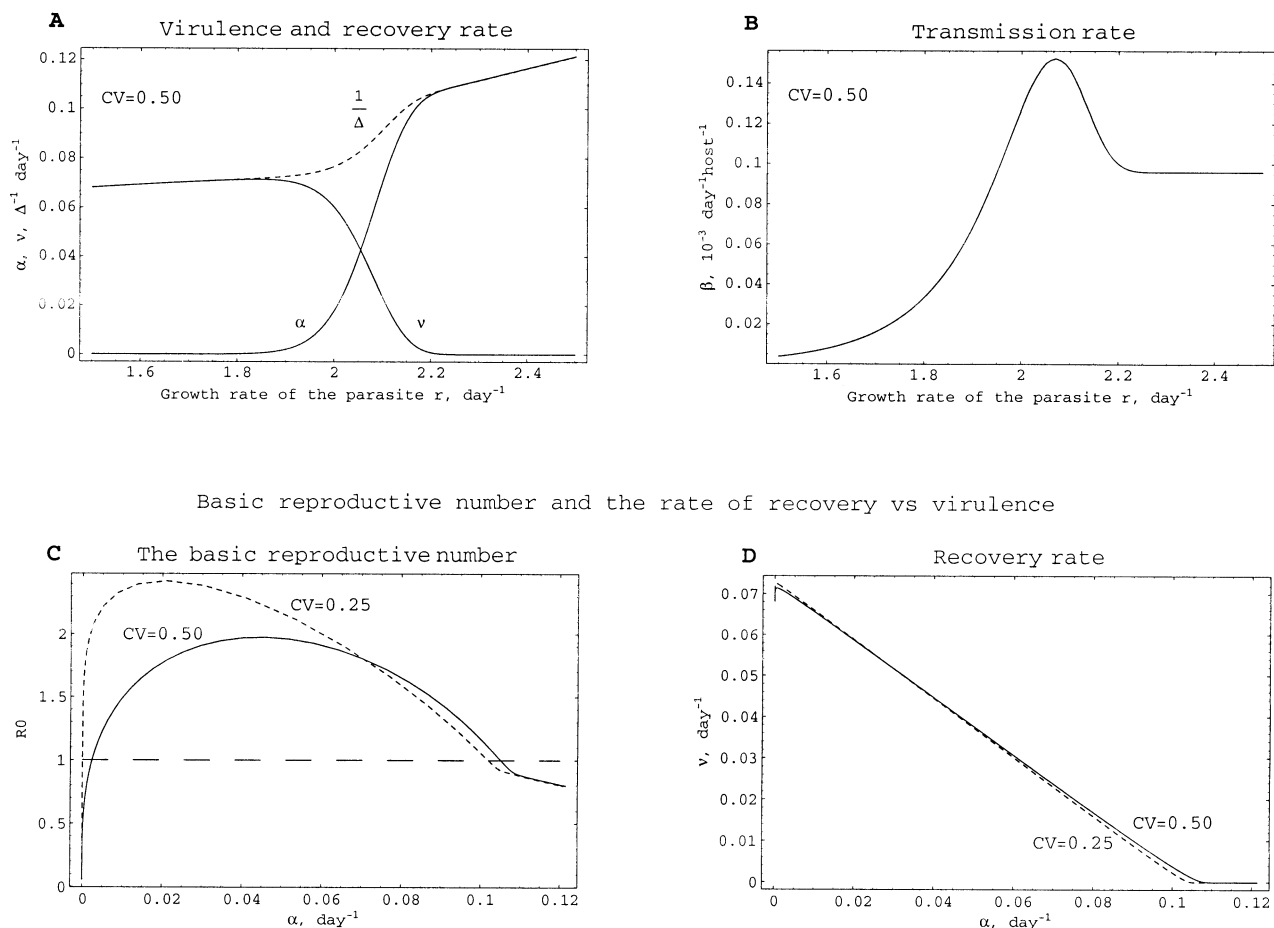 A
Virulence and recovery rate
0.12
0.1
0.08
0.06
0.04
0.02
0
CV=0.50
1
Δ
α
ν
α, ν, Δ⁻¹ day⁻¹
1.6
1.8
2
2.2
2.4
Growth rate of the parasite r, day⁻¹
B
Transmission rate
0.14
0.12
0.1
0.08
0.06
0.04
0.02
CV=0.50
β, 10⁻³ day⁻¹host⁻¹
1.6
1.8
2
2.2
2.4
Growth rate of the parasite r, day⁻¹
Basic reproductive number and the rate of recovery vs virulence
C
The basic reproductive number
2
1.5
1
0.5
0
CV=0.25
CV=0.50
R0
0
0.02
0.04
0.06
0.08
0.1
0.12
α, day⁻¹
D
Recovery rate
0.07
0.06
0.05
0.04
0.03
0.02
0.01
0
CV=0.50
CV=0.25
ν, day⁻¹
0
0.02
0.04
0.06
0.08
0.1
0.12
α, day⁻¹